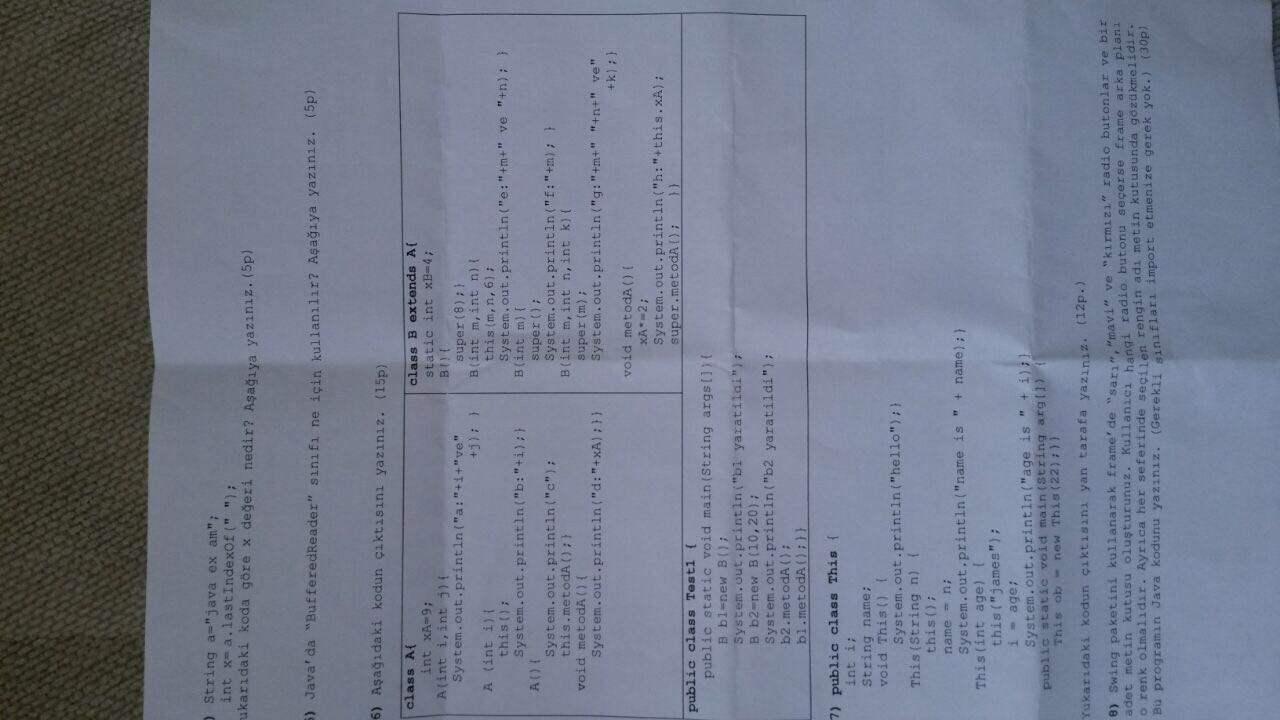 ) String a="java ex am";
int x= a.lastIndexOf(" ");
ukarıdaki koda göre x değeri nedir? Aşağıya yazınız.(5p)
5) Java'da “BufferedReader” sınıfı ne için kullanılır? Aşağıya yazınız. (5p)
6) Aşağıdaki kodun çıktısını yazınız. (15p)
class A{
int xA=9;
A(int i,int j){
System.out.println("a:"+i+"ve"
+j); }
A (int i){
this();
System.out.println("b:"+i);}
A(){
System.out.println("c");
this.metodA();}
void metodA(){
System.out.println("d:"+xA);}}
class B extends A{
static int xB=4;
B(){
super(8);}
B(int m,int n){
this(m,n,6);
System.out.println("e:"+m+" ve "+n); }
B(int m){
super();
System.out.println("f:"+m); }
B(int m,int n,int k){
super(m);
System.out.println("g:"+m+" "+n+" ve"
+k);}
void metodA(){
xA*=2;
System.out.println("h:"+this.xA);
super.metodA(); }}
public class Test1 {
public static void main(String args[]){
B b1=new B();
System.out.println("b1 yaratildi");
B b2=new B(10,20);
System.out.println("b2 yaratildi");
b2.metodA();
b1.metodA();}}
7) public class This {
int i;
String name;
void This() {
System.out.println("hello");}
This(String n) {
this();
name = n;
System.out.println("name is " + name);}
This(int age) {
this("james");
i = age;
System.out.println("age is " + i);}
public static void main(String arg[]) {
This ob = new This(22);}}
Yukarıdaki kodun çıktısını yan tarafa yazınız. (12p.)
8) Swing paketini kullanarak frame'de “sarı”,”mavi” ve “kırmızı” radio butonlar ve bir
adet metin kutusu oluşturunuz. Kullanıcı hangi radio butonu seçerse frame arka planı
o renk olmalıdır. Ayrıca her seferinde seçilen rengin adı metin kutusunda gözükmelidir.
Bu programın Java kodunu yazınız. (Gerekli sınıfları import etmenize gerek yok.) (30p)